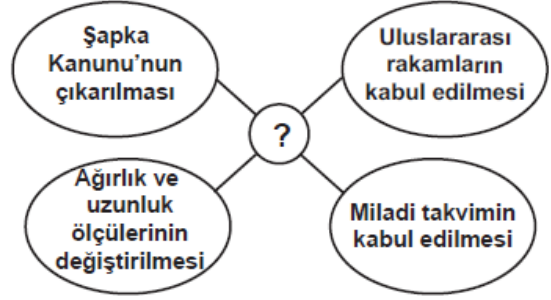 Şapka
Kanunu’nun
çıkarılması
Uluslararası
rakamların
kabul edilmesi
?
Ağırlık ve
uzunluk
ölçülerinin
değiştirilmesi
Miladi takvimin
kabul edilmesi